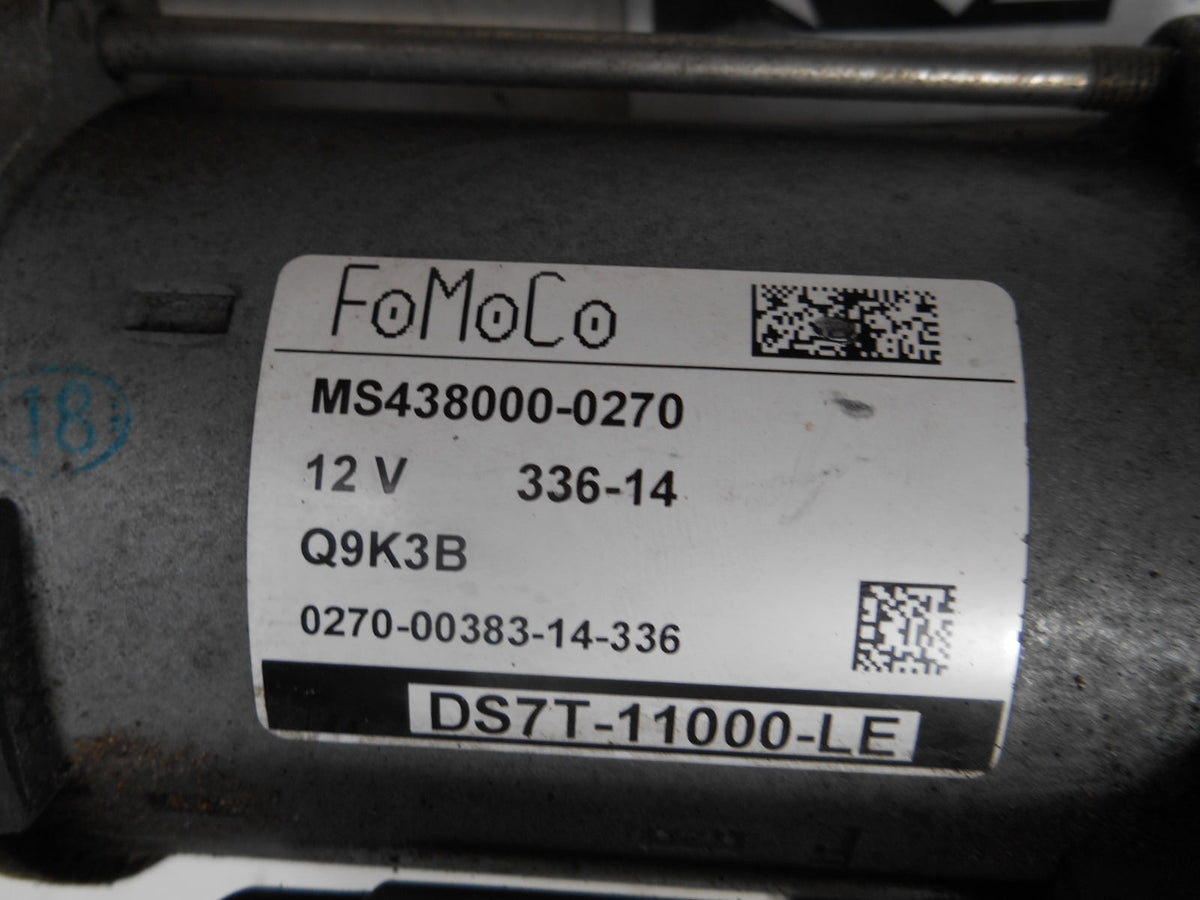 FoMoCo
MS438000-0270
12 V 336-14
Q9K3B
0270-00383-14-336
DS7T-11000-LE
18